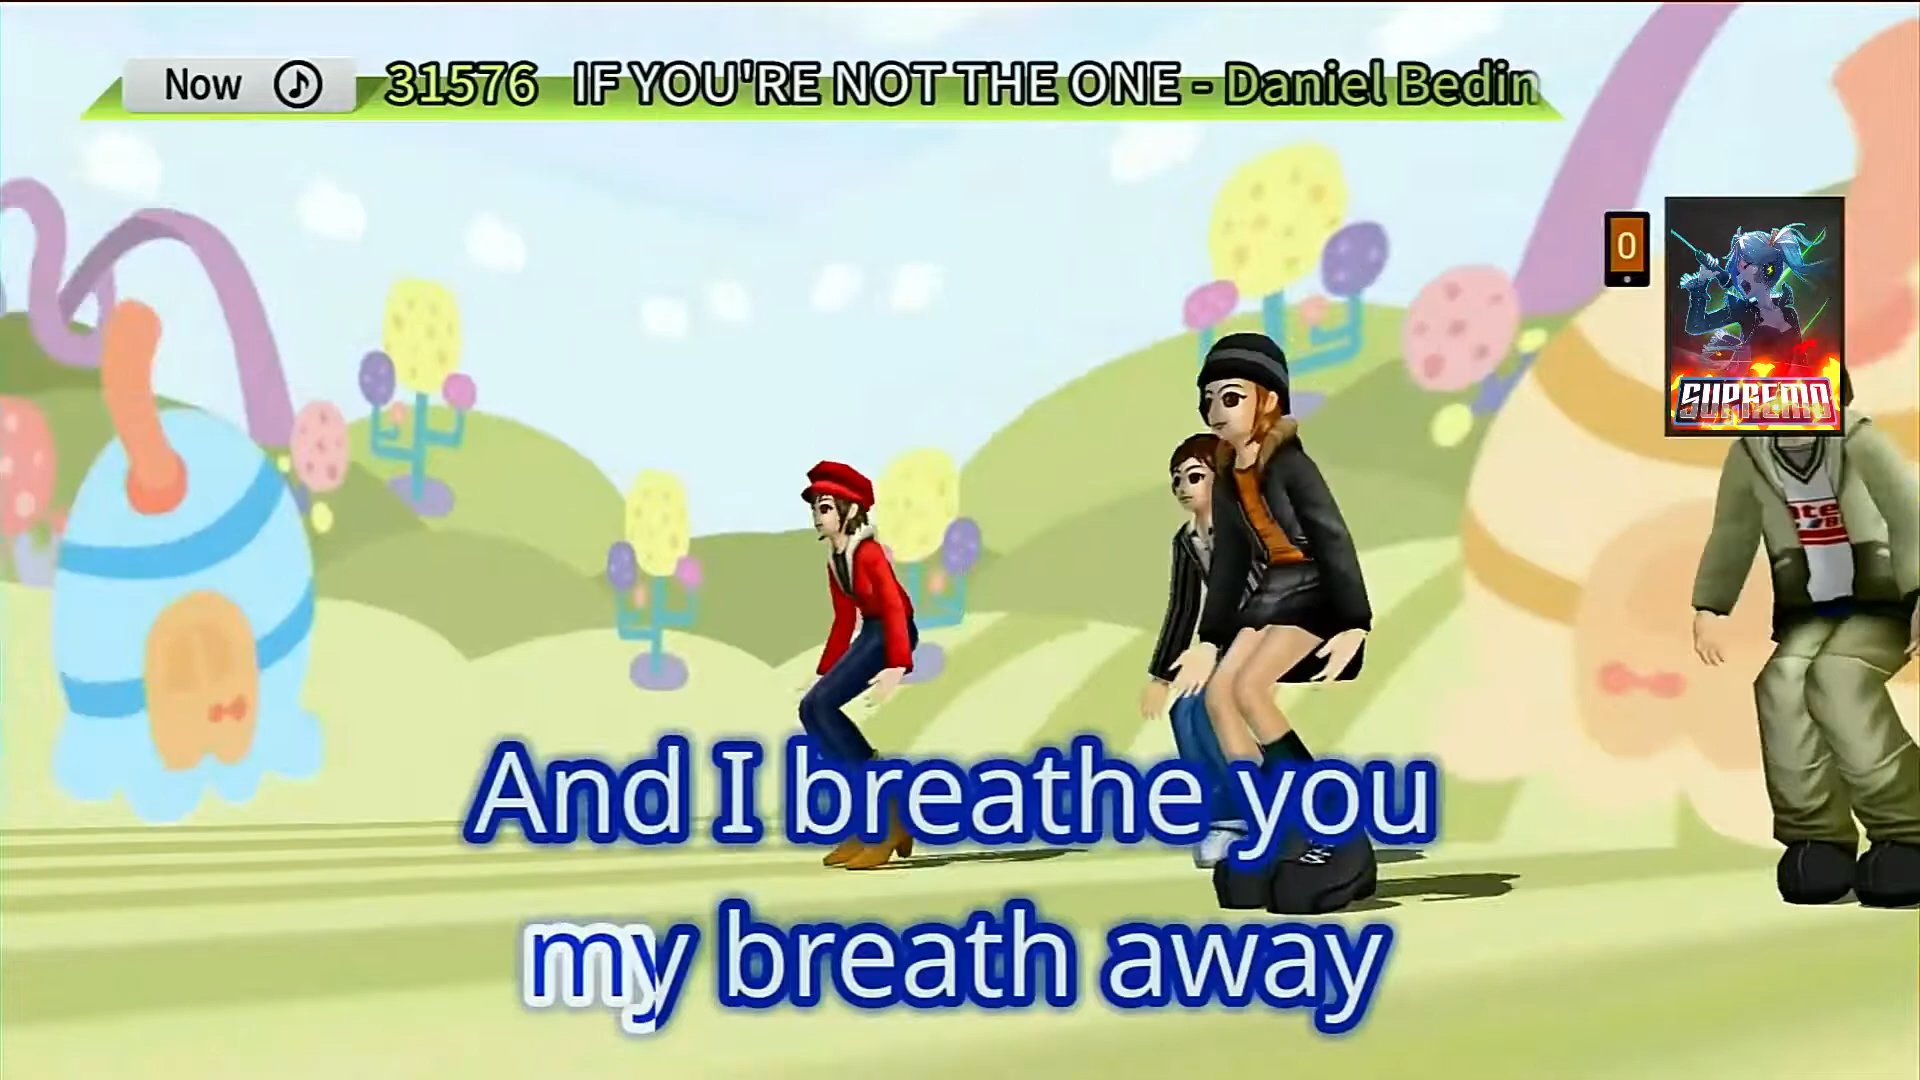 Now 31576 IF YOU'RE NOT THE ONE - Daniel Bedin
0
SUPREMO
And I breathe you
my breath away